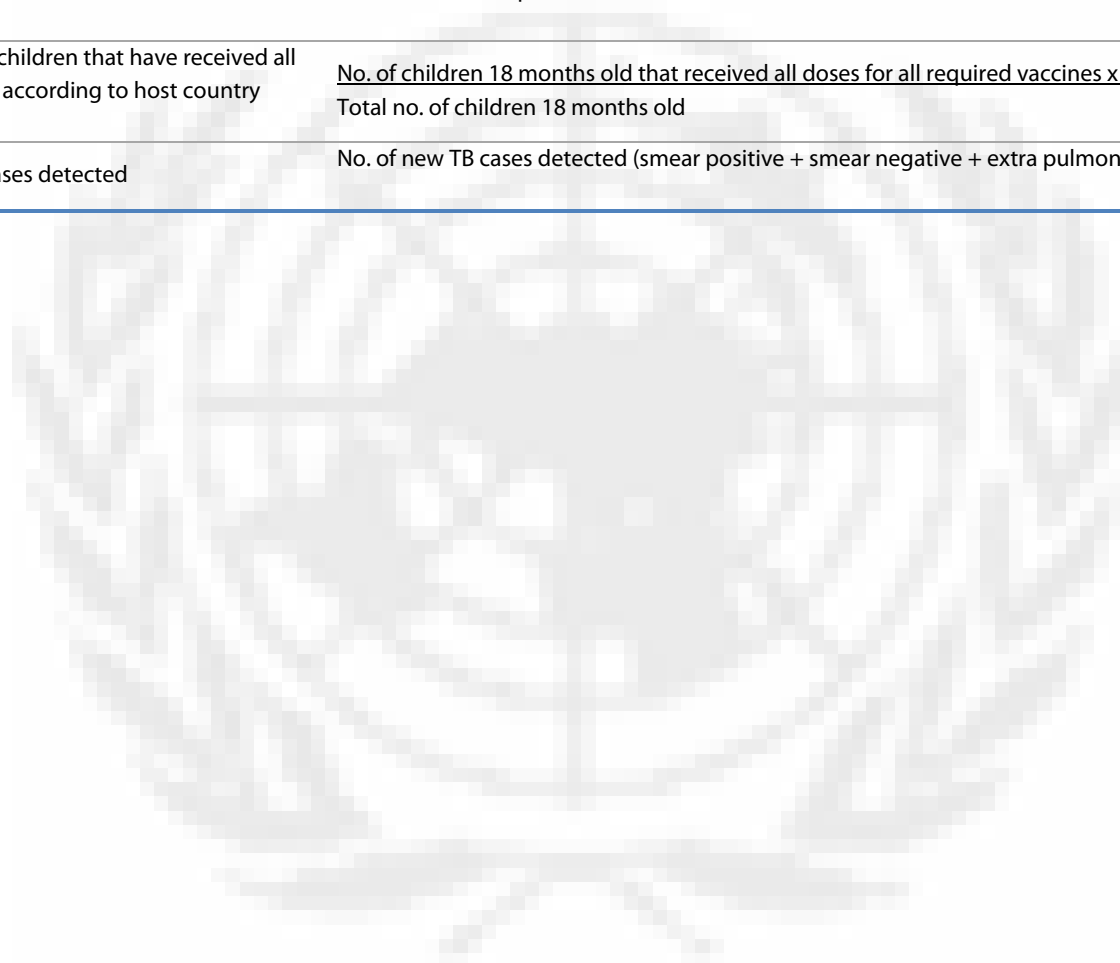 children that have received all
according to host country
No. of children 18 months old that received all doses for all required vaccines x
Total no. of children 18 months old
detected
No. of new TB cases detected (smear positive + smear negative + extra